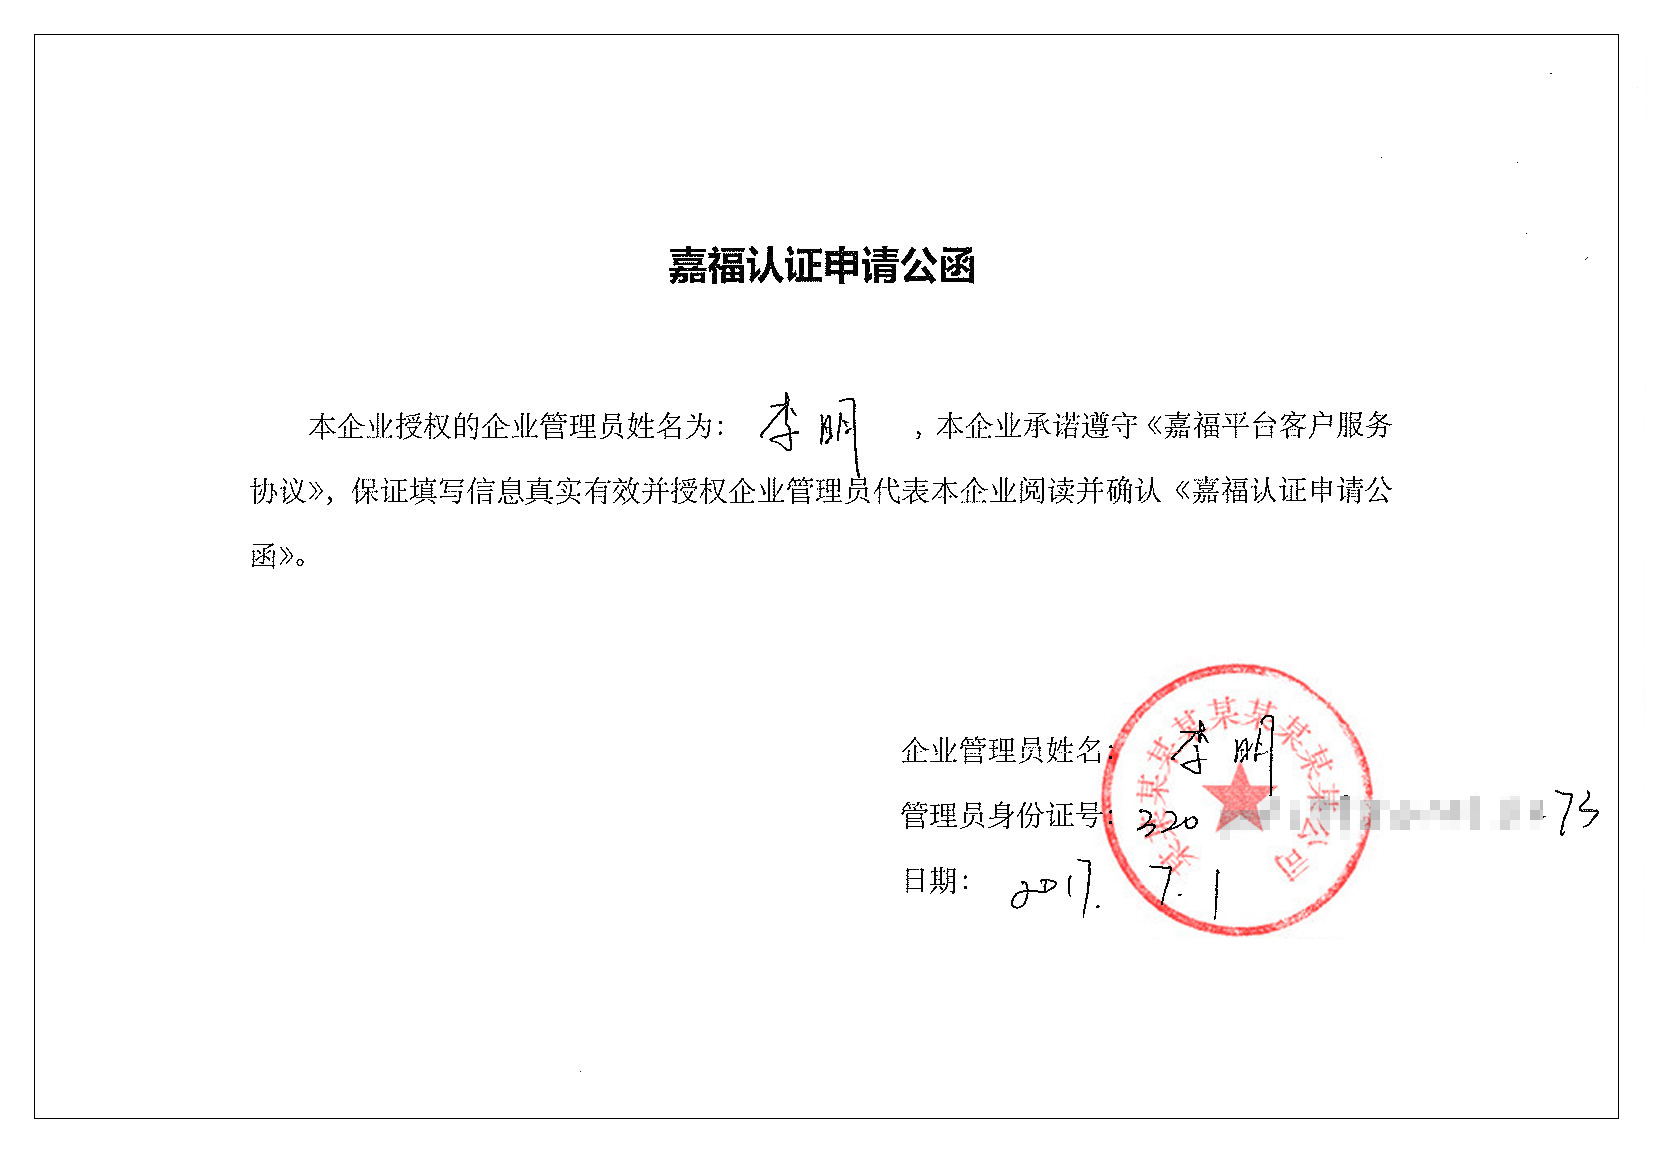 嘉福认证申请公函
本企业授权的企业管理员姓名为： 李明 ，本企业承诺遵守《嘉福平台客户服务
协议》，保证填写信息真实有效并授权企业管理员代表本企业阅读并确认《嘉福认证申请公
函》。
某某某某某某某某某某公司
企业管理员姓名： 李明
管理员身份证号： 320 73
日期： 2017. 7. 1